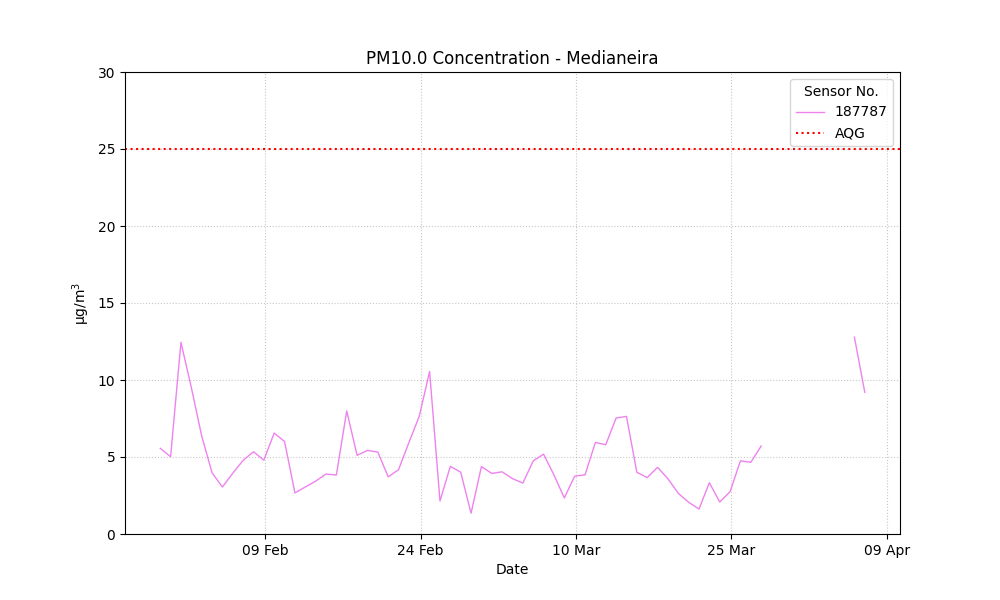 PM10.0 Concentration - Medianeira
30
25
20
15
10
5
0
µg/m³
Sensor No.
187787
AQG
09 Feb
24 Feb
10 Mar
25 Mar
09 Apr
Date